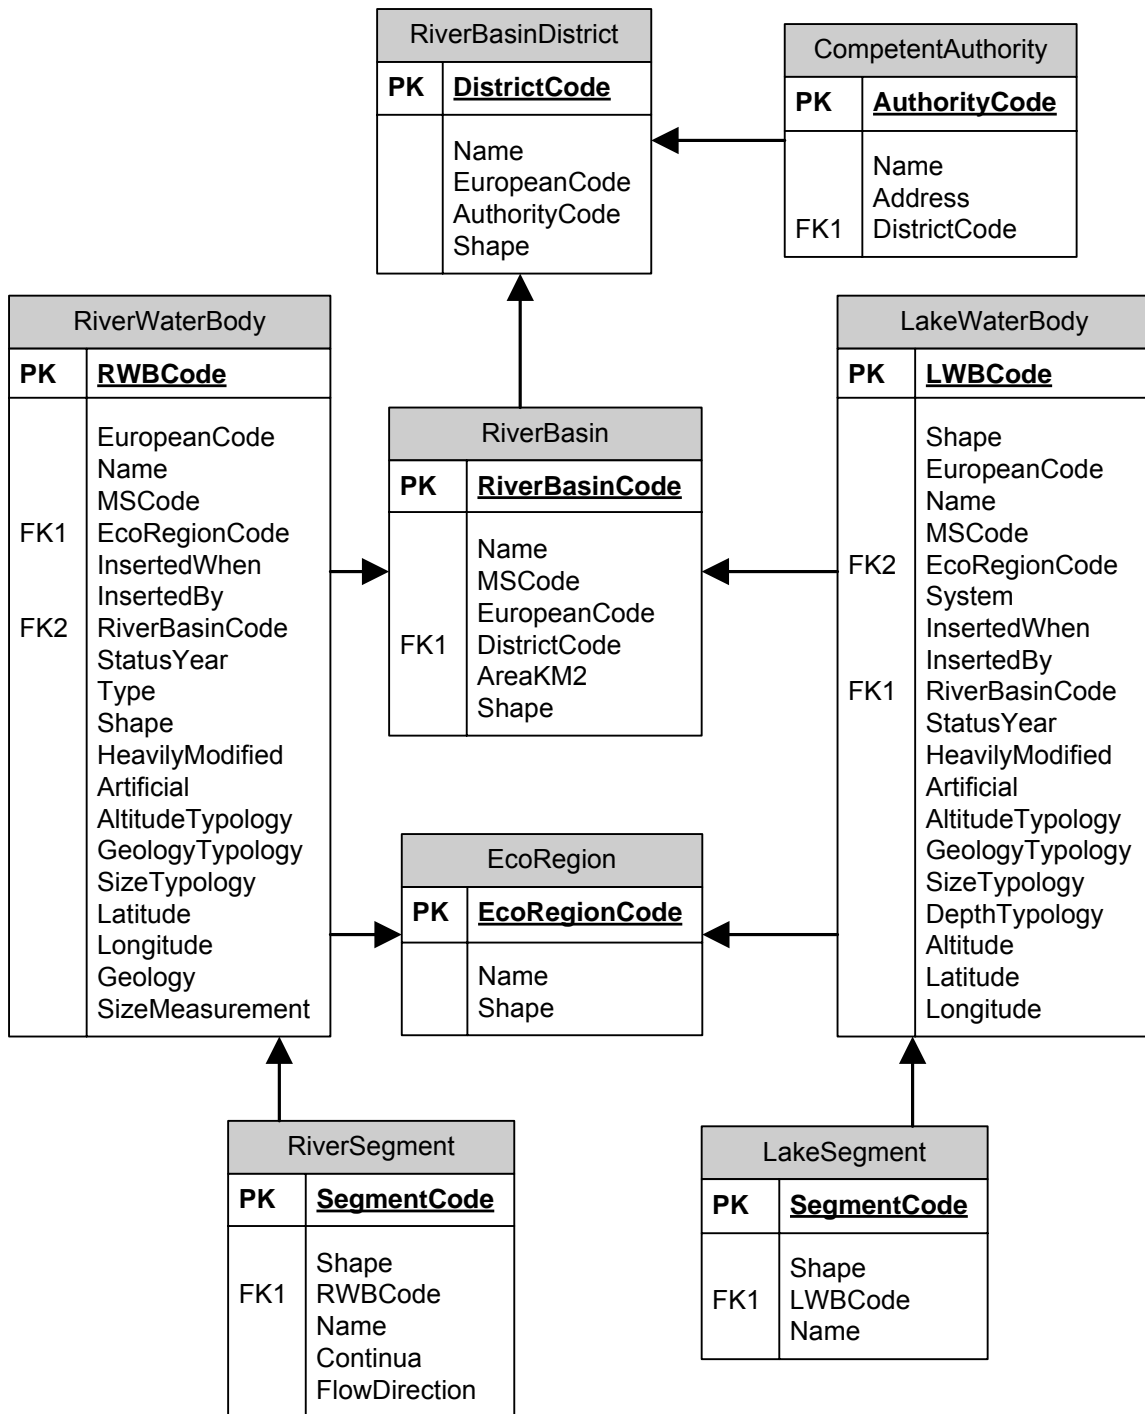 RiverBasinDistrict
PK DistrictCode
Name
EuropeanCode
AuthorityCode
Shape
CompetentAuthority
PK AuthorityCode
Name
Address
FK1 DistrictCode
RiverWaterBody
PK RWBCode
EuropeanCode
Name
MSCode
FK1 EcoRegionCode
InsertedWhen
InsertedBy
FK2 RiverBasinCode
StatusYear
Type
Shape
HeavilyModified
Artificial
AltitudeTypology
GeologyTypology
SizeTypology
Latitude
Longitude
Geology
SizeMeasurement
RiverBasin
PK RiverBasinCode
Name
MSCode
EuropeanCode
FK1 DistrictCode
AreaKM2
Shape
LakeWaterBody
PK LWBCode
Shape
EuropeanCode
Name
MSCode
FK2 EcoRegionCode
System
InsertedWhen
InsertedBy
FK1 RiverBasinCode
StatusYear
HeavilyModified
Artificial
AltitudeTypology
GeologyTypology
SizeTypology
DepthTypology
Altitude
Latitude
Longitude
EcoRegion
PK EcoRegionCode
Name
Shape
RiverSegment
PK SegmentCode
Shape
FK1 RWBCode
Name
Continua
FlowDirection
LakeSegment
PK SegmentCode
Shape
FK1 LWBCode
Name